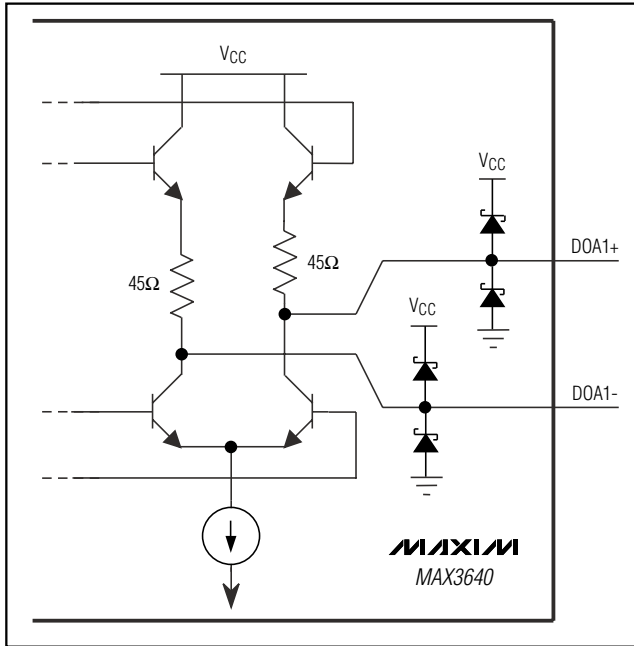 VCC
VCC
DOA1+
45Ω
45Ω
VCC
DOA1-
MAXIM
MAX3640